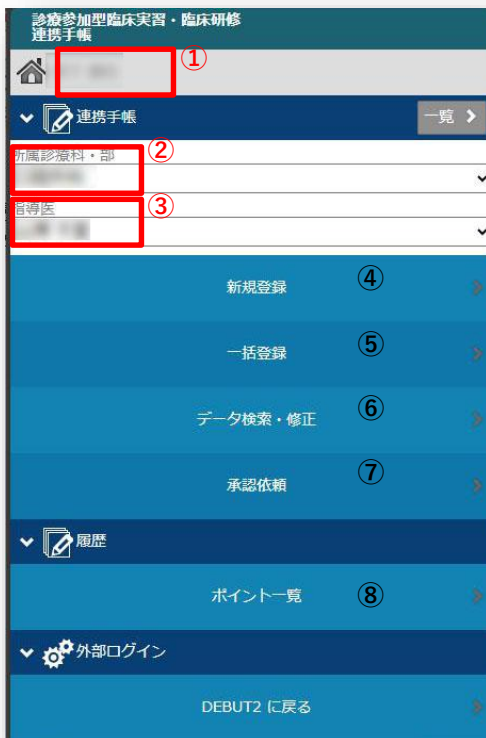 診療参加型臨床実習・臨床研修
連携手帳
①
連携手帳
一覧
所属診療科・部
②
指導医
③
新規登録
④
一括登録
⑤
データ検索・修正
⑥
承認依頼
⑦
履歴
ポイント一覧
⑧
外部ログイン
DEBUT2 に戻る